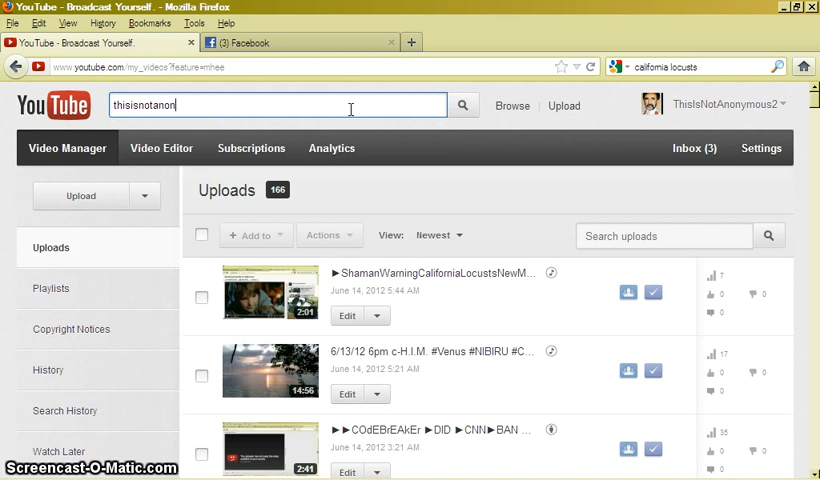 YouTube - Broadcast Yourself. - Mozilla Firefox
File Edit View History Bookmarks Tools Help
YouTube - Broadcast Yourself. × Facebook × +
www.youtube.com/my_videos?feature=mhee california locusts
YouTube thisisnotanon Browse Upload ThisIsNotAnonymous2
Video Manager Video Editor Subscriptions Analytics Inbox (3) Settings
Upload
Uploads 166
+ Add to Actions View: Newest Search uploads
Uploads
Playlists
Copyright Notices
History
Search History
Watch Later
►ShamanWarningCaliforniaLocustsNewM...
June 14, 2012 5:44 AM
2:01
Edit
7
0 0
0
6/13/12 6pm c-H.I.M. #Venus #NIBIRU #C...
June 14, 2012 5:21 AM
14:56
Edit
17
0 0
0
►►COdEBrEAkEr ►DID ►CNN►BAN ...
June 14, 2012 3:21 AM
2:41
Edit
35
0 0
0
Screencast-O-Matic.com